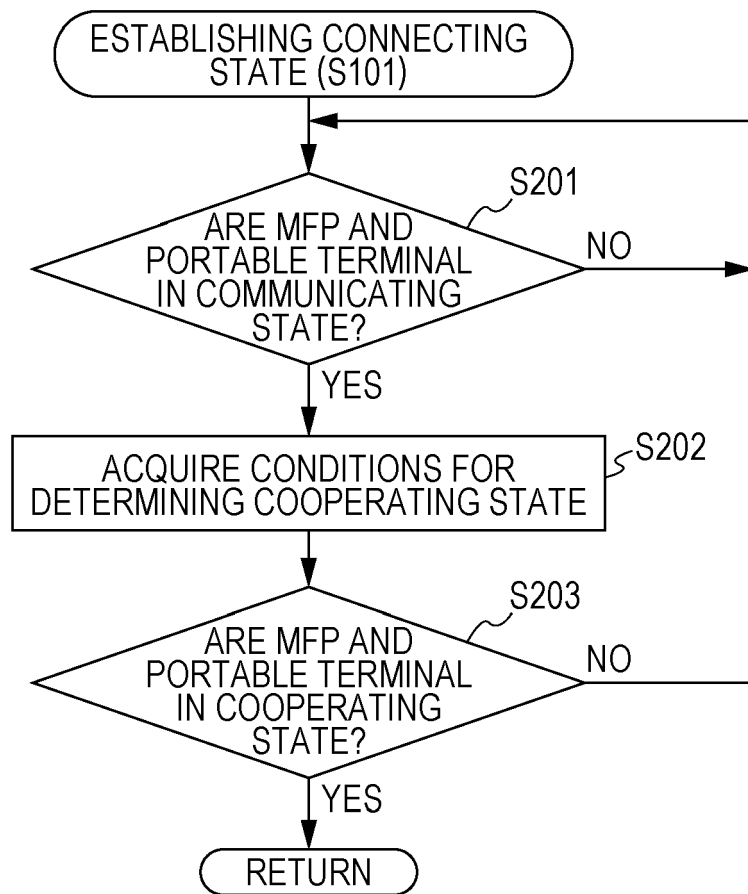 ESTABLISHING CONNECTING
STATE (S101)
S201
ARE MFP AND
PORTABLE TERMINAL
IN COMMUNICATING
STATE?
NO
YES
S202
ACQUIRE CONDITIONS FOR
DETERMINING COOPERATING STATE
S203
ARE MFP AND
PORTABLE TERMINAL
IN COOPERATING
STATE?
NO
YES
RETURN